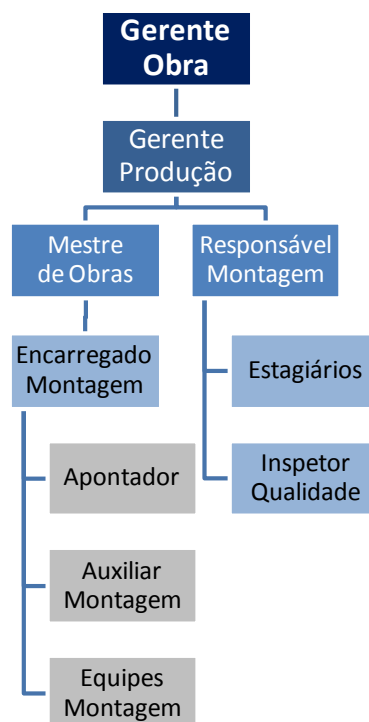 Gerente
Obra
Gerente
Produção
Mestre
de Obras
Responsável
Montagem
Encarregado
Montagem
Estagiários
Apontador
Inspetor
Qualidade
Auxiliar
Montagem
Equipes
Montagem